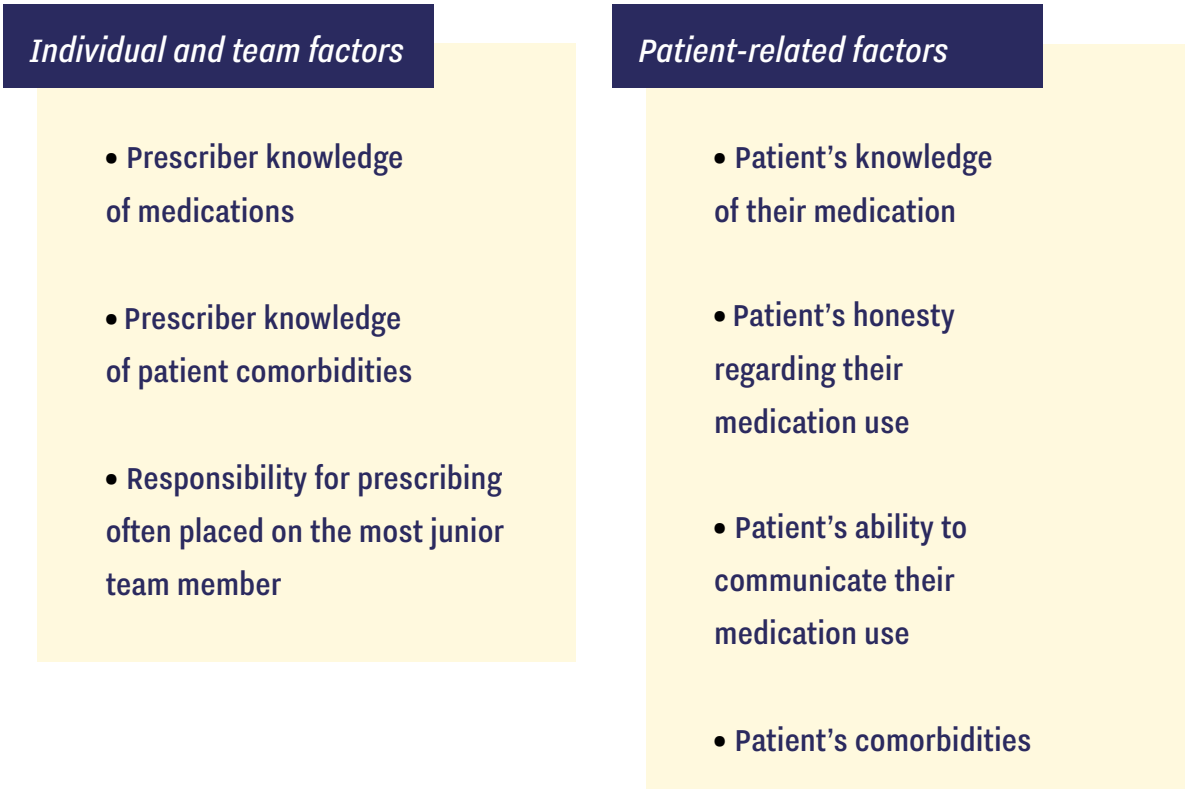 Individual and team factors
• Prescriber knowledge
of medications
• Prescriber knowledge
of patient comorbidities
• Responsibility for prescribing
often placed on the most junior
team member
Patient-related factors
• Patient’s knowledge
of their medication
• Patient’s honesty
regarding their
medication use
• Patient’s ability to
communicate their
medication use
• Patient’s comorbidities